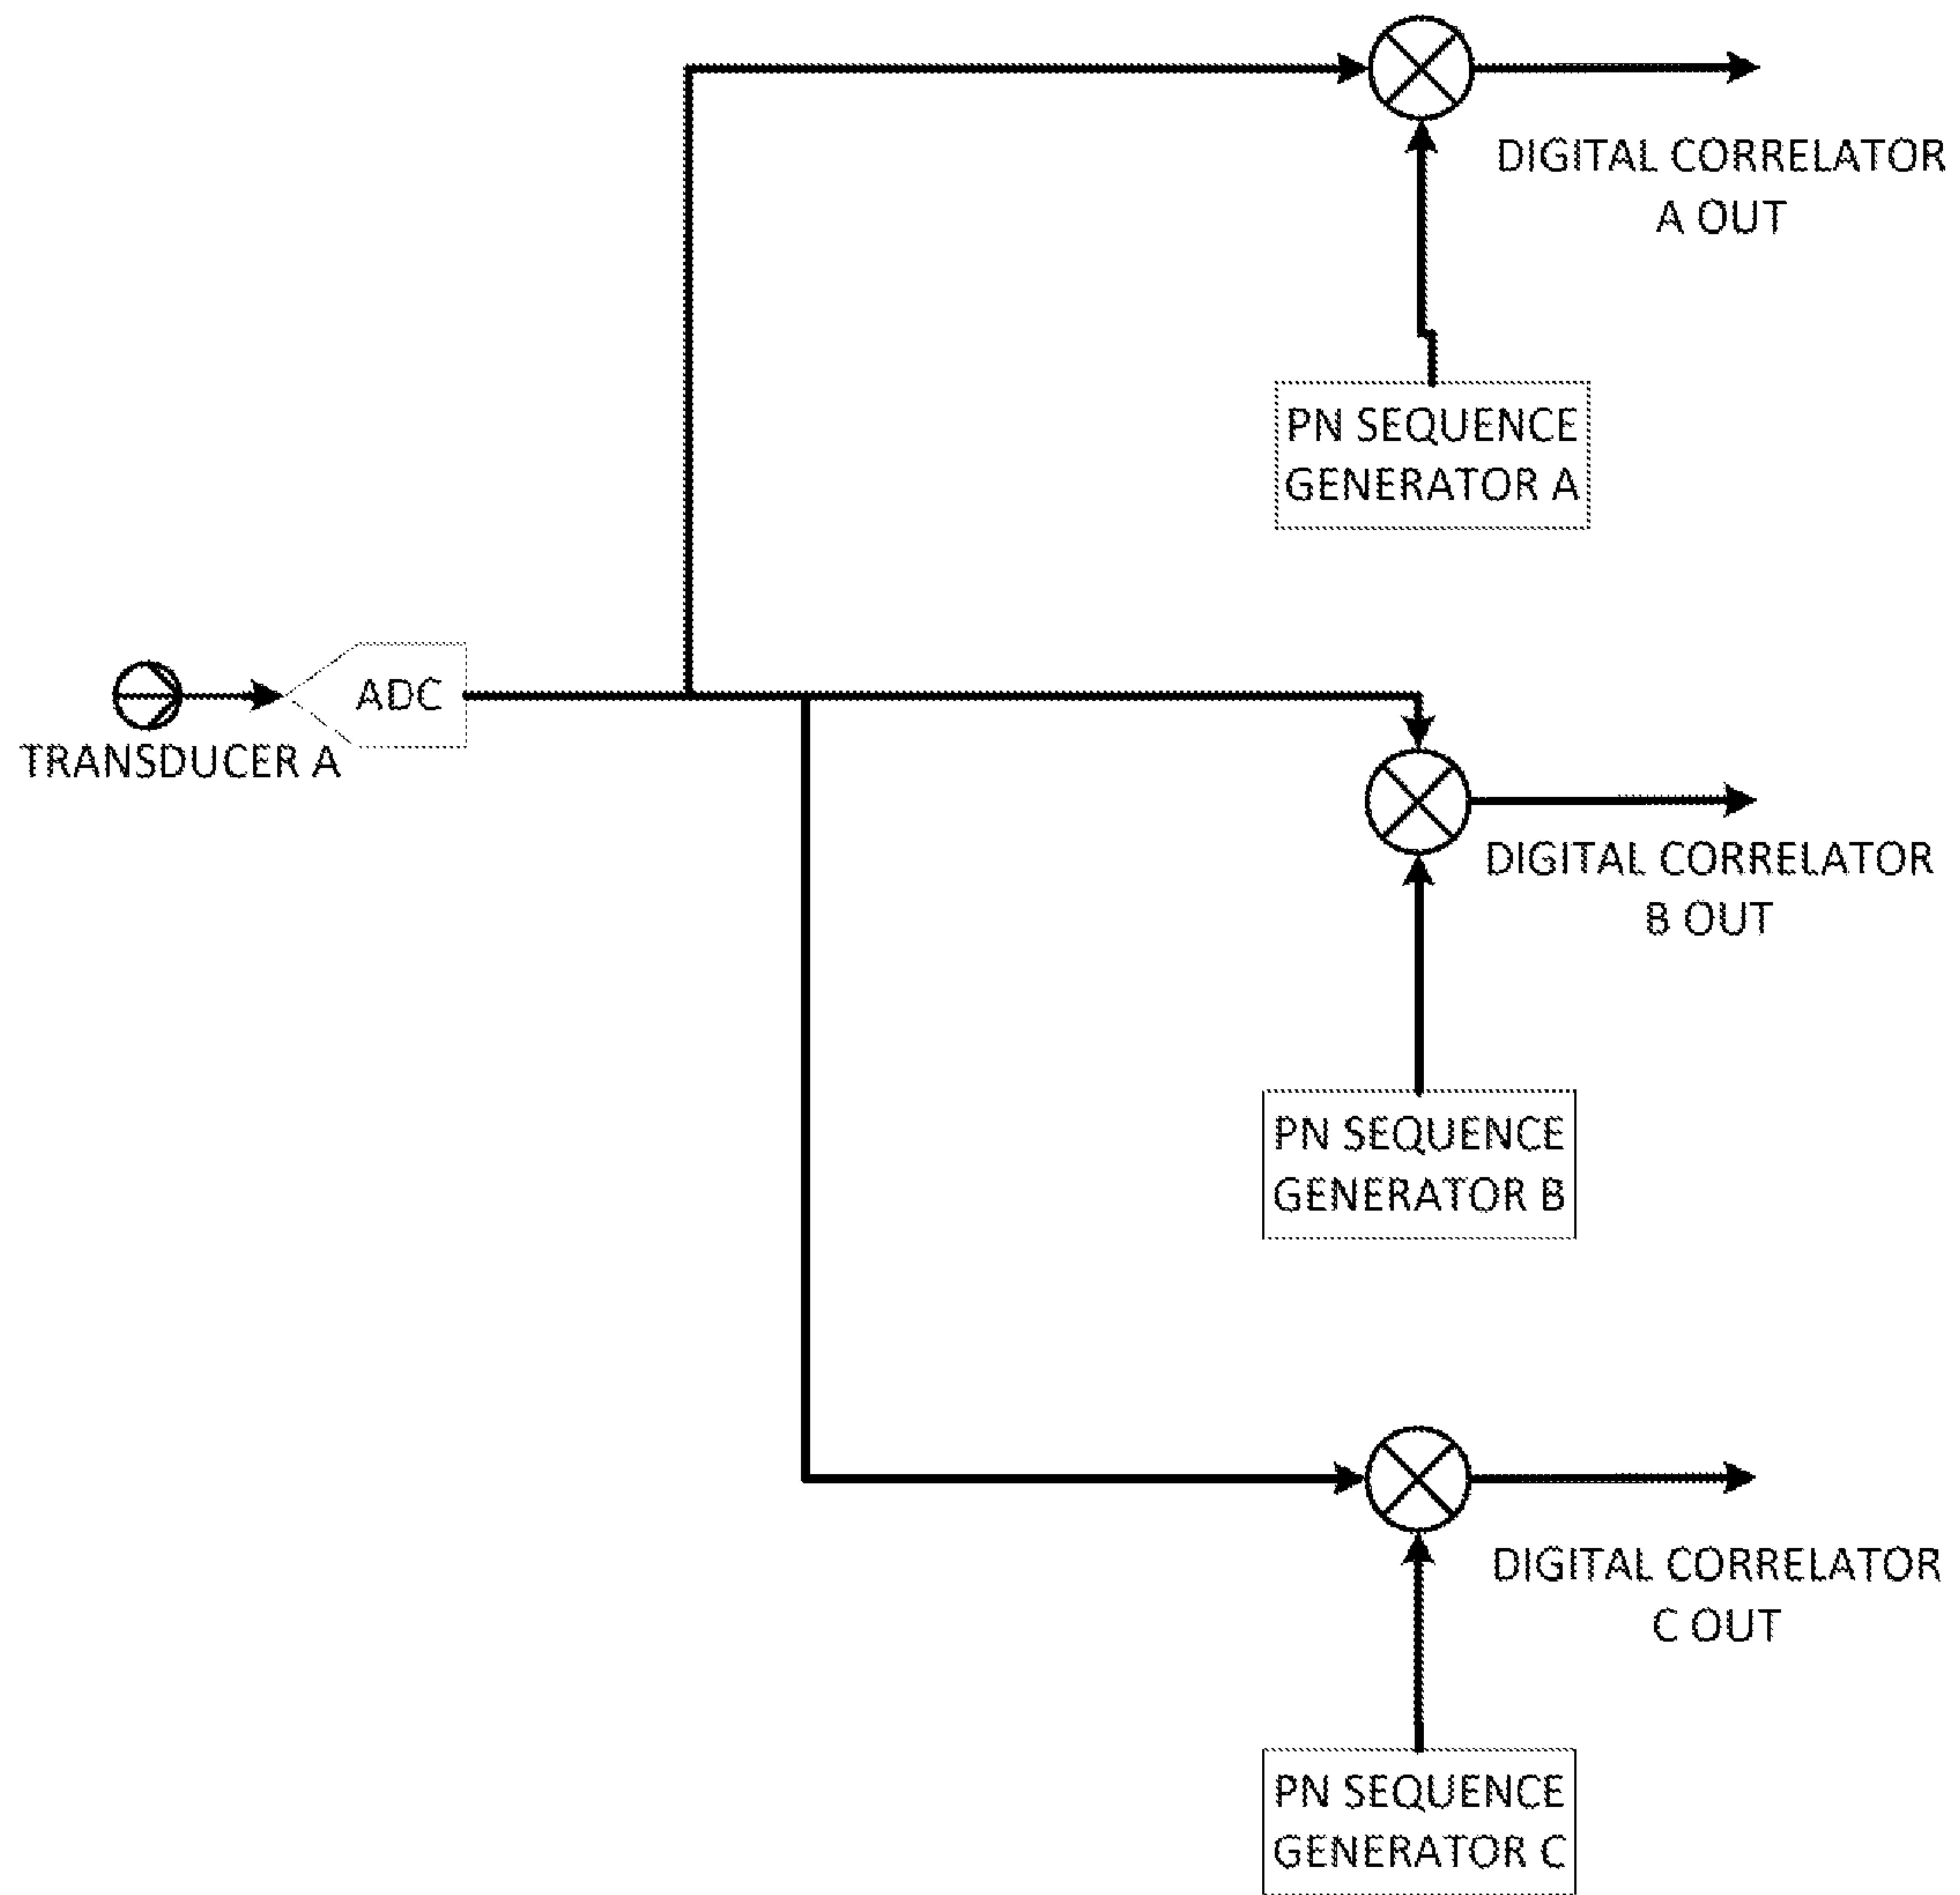 DIGITAL CORRELATOR
A OUT
PN SEQUENCE
GENERATOR A
ADC
TRANSDUCER A
DIGITAL CORRELATOR
B OUT
PN SEQUENCE
GENERATOR B
DIGITAL CORRELATOR
C OUT
PN SEQUENCE
GENERATOR C